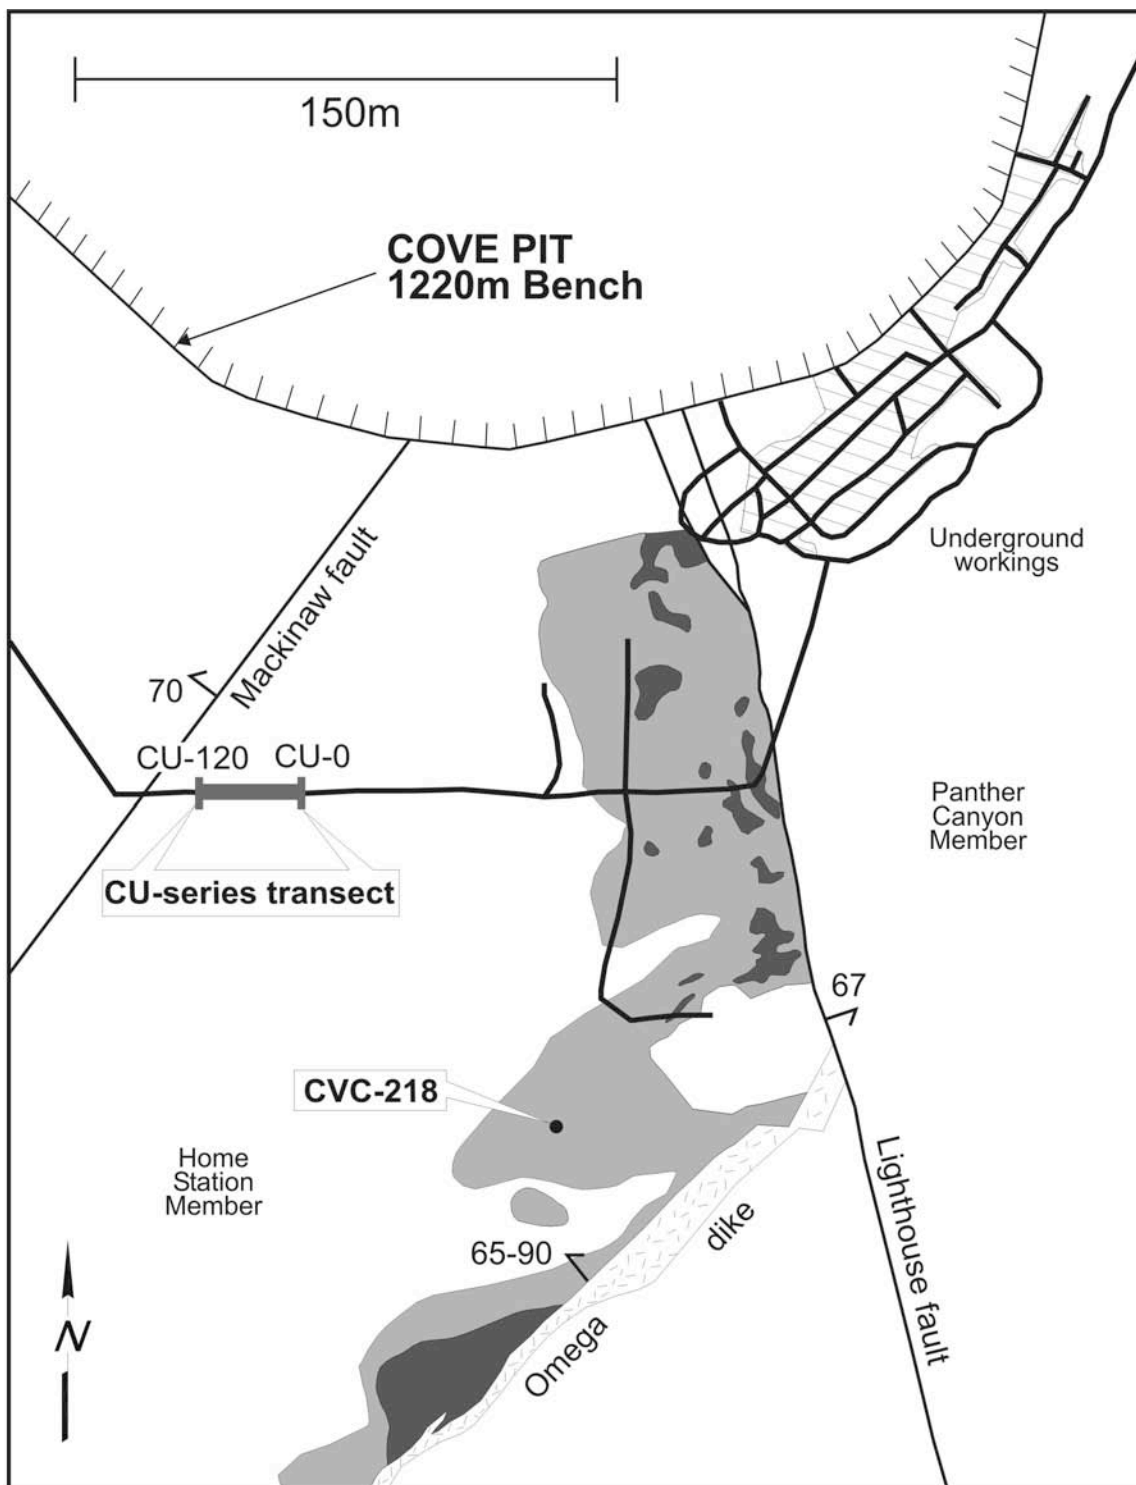 150m
COVE PIT
1220m Bench
Underground
workings
Mackinaw fault
70
CU-120
CU-0
Panther
Canyon
Member
CU-series transect
67
CVC-218
Home
Station
Member
Lighthouse fault
dike
65-90
Omega
N